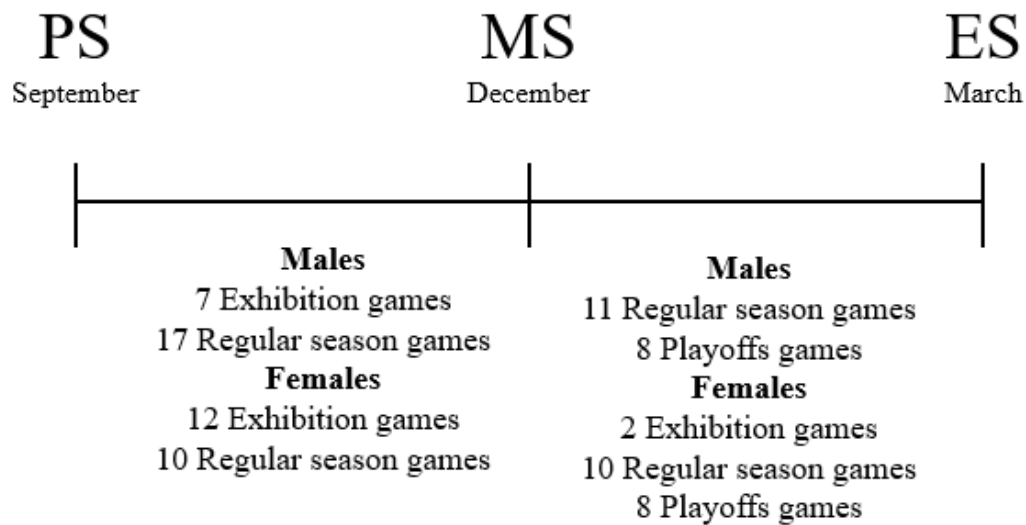 PS
September
MS
December
ES
March
Males
7 Exhibition games
17 Regular season games
Females
12 Exhibition games
10 Regular season games
Males
11 Regular season games
8 Playoffs games
Females
2 Exhibition games
10 Regular season games
8 Playoff games